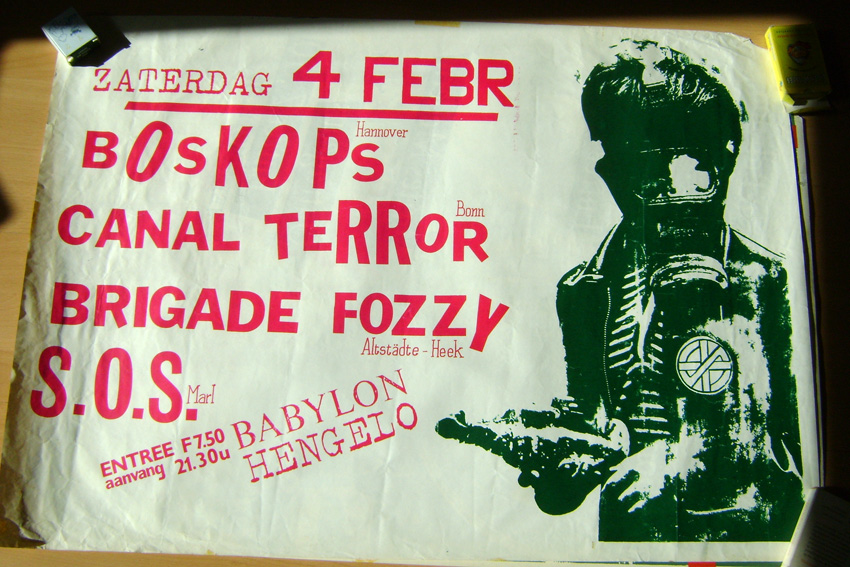 ZATERDAG 4 FEBR
BOSKOPS Hannover
CANAL TERROR Bonn
BRIGADE FOZZY
Altstädte - Heek
S.O.S. Marl
ENTREE F7.50
aanvang 21.30u
BABYLON
HENGELO